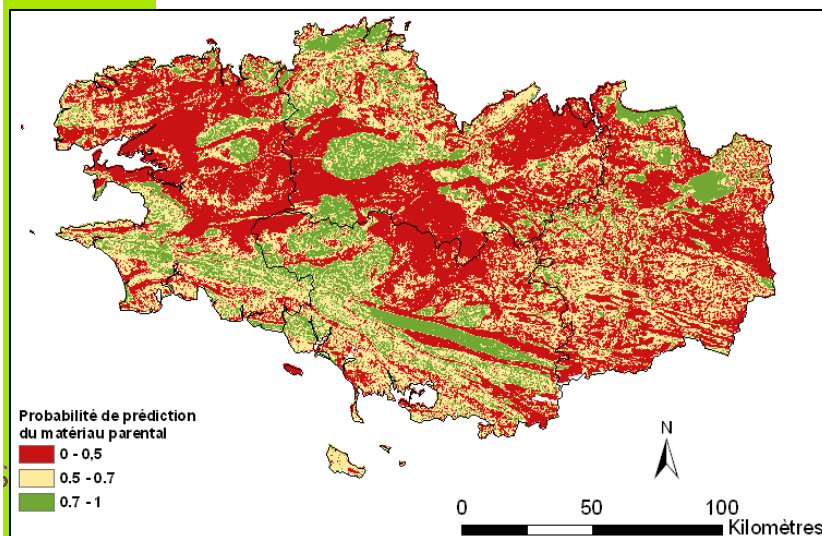 Probabilité de prédiction
du matériau parental
0 - 0,5
0.5 - 0.7
0.7 - 1
N
0 50 100
Kilomètres